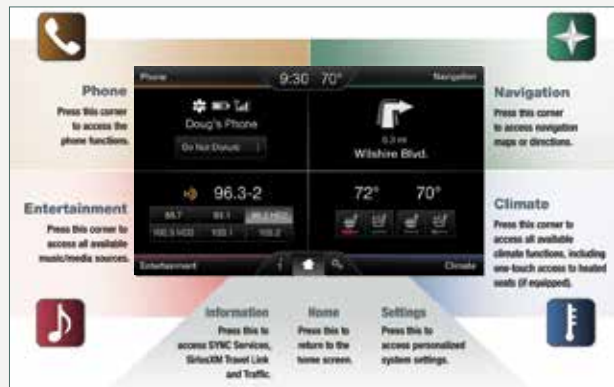 Phone
Press this corner
to access the
phone functions.
Entertainment
Press this corner to
access all available
music/media sources.
Phone
9:30 70°
Navigation
Doug's Phone
Do Not Disturb
6.3 mi
Wilshire Blvd.
96.3-2
72° 70°
Entertainment
Climate
Navigation
Press this corner
to access navigation
maps or directions.
Climate
Press this corner to
access all available
climate functions, including
one-touch access to heated
seats (if equipped).
Information
Press this to
access SYNC Services,
SiriusXM Travel Link
and Traffic.
Home
Press this to
return to the
home screen.
Settings
Press this to
access personalized
system settings.